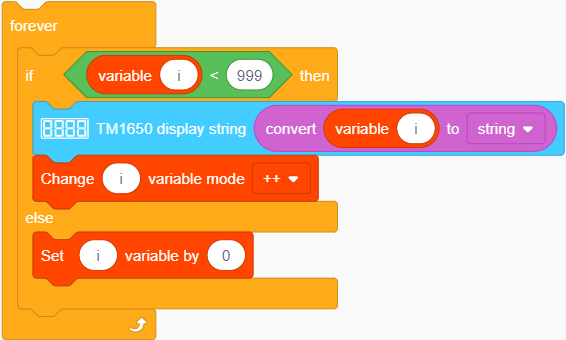 forever
if variable i < 999 then
TM1650 display string convert variable i to string
Change i variable mode ++
else
Set i variable by 0